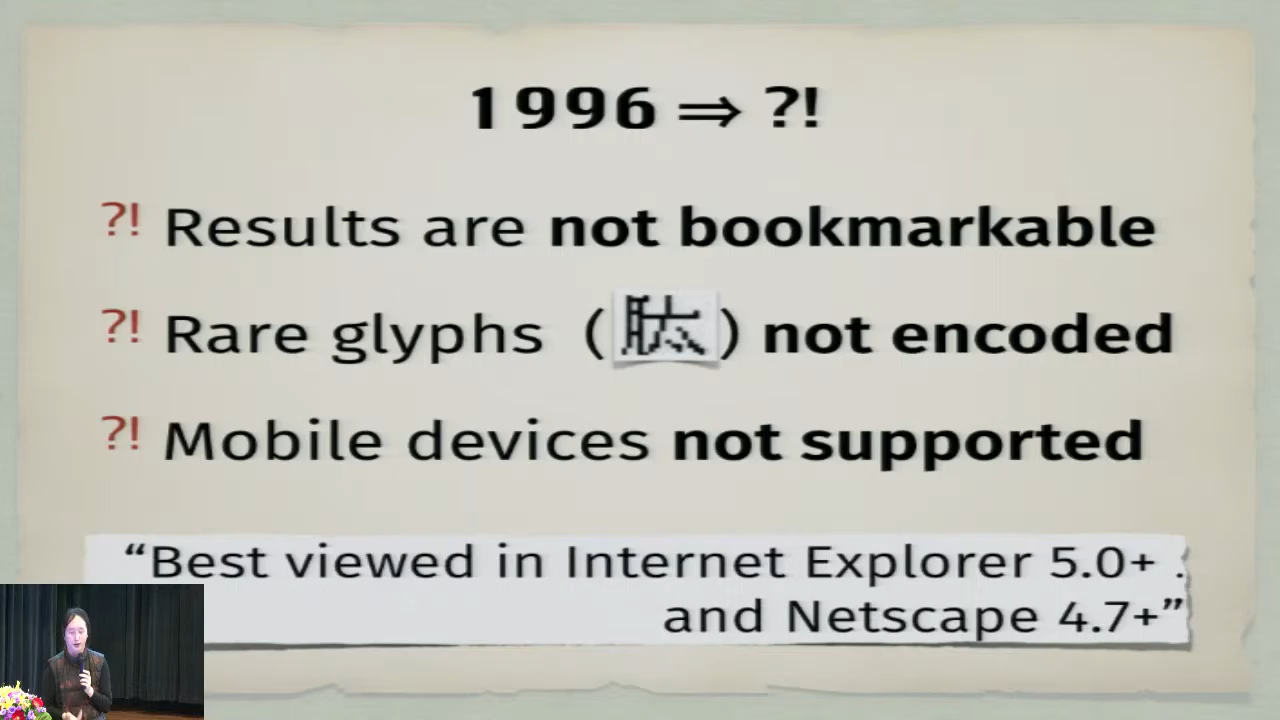 1996 ⇒ ?!
?! Results are not bookmarkable
?! Rare glyphs () not encoded
?! Mobile devices not supported
“Best viewed in Internet Explorer 5.0+ .
and Netscape 4.7+”